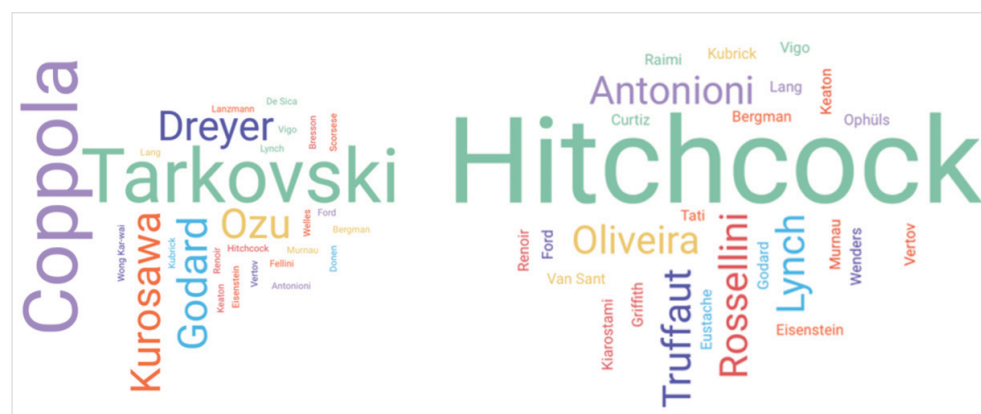 Coppola
Lanzmann
De Sica
Dreyer
Vigo
Bresson
Scorsese
Lang
Lynch
Tarkovski
Wong Kar-wai
Kurosawa
Kubrick
Godard
Ozu
Welles
Ford
Bergman
Renoir
Hitchcock
Murnau
Donen
Keaton
Eisenstein
Vertov
Fellini
Antonioni
Raimi
Kubrick
Vigo
Antonioni
Lang
Keaton
Curtiz
Bergman
Ophüls
Hitchcock
Renoir
Ford
Oliveira
Tati
Rossellini
Godard
Lynch
Murnau
Wenders
Vertov
Van Sant
Kiarostami
Griffith
Truffaut
Eustache
Eisenstein